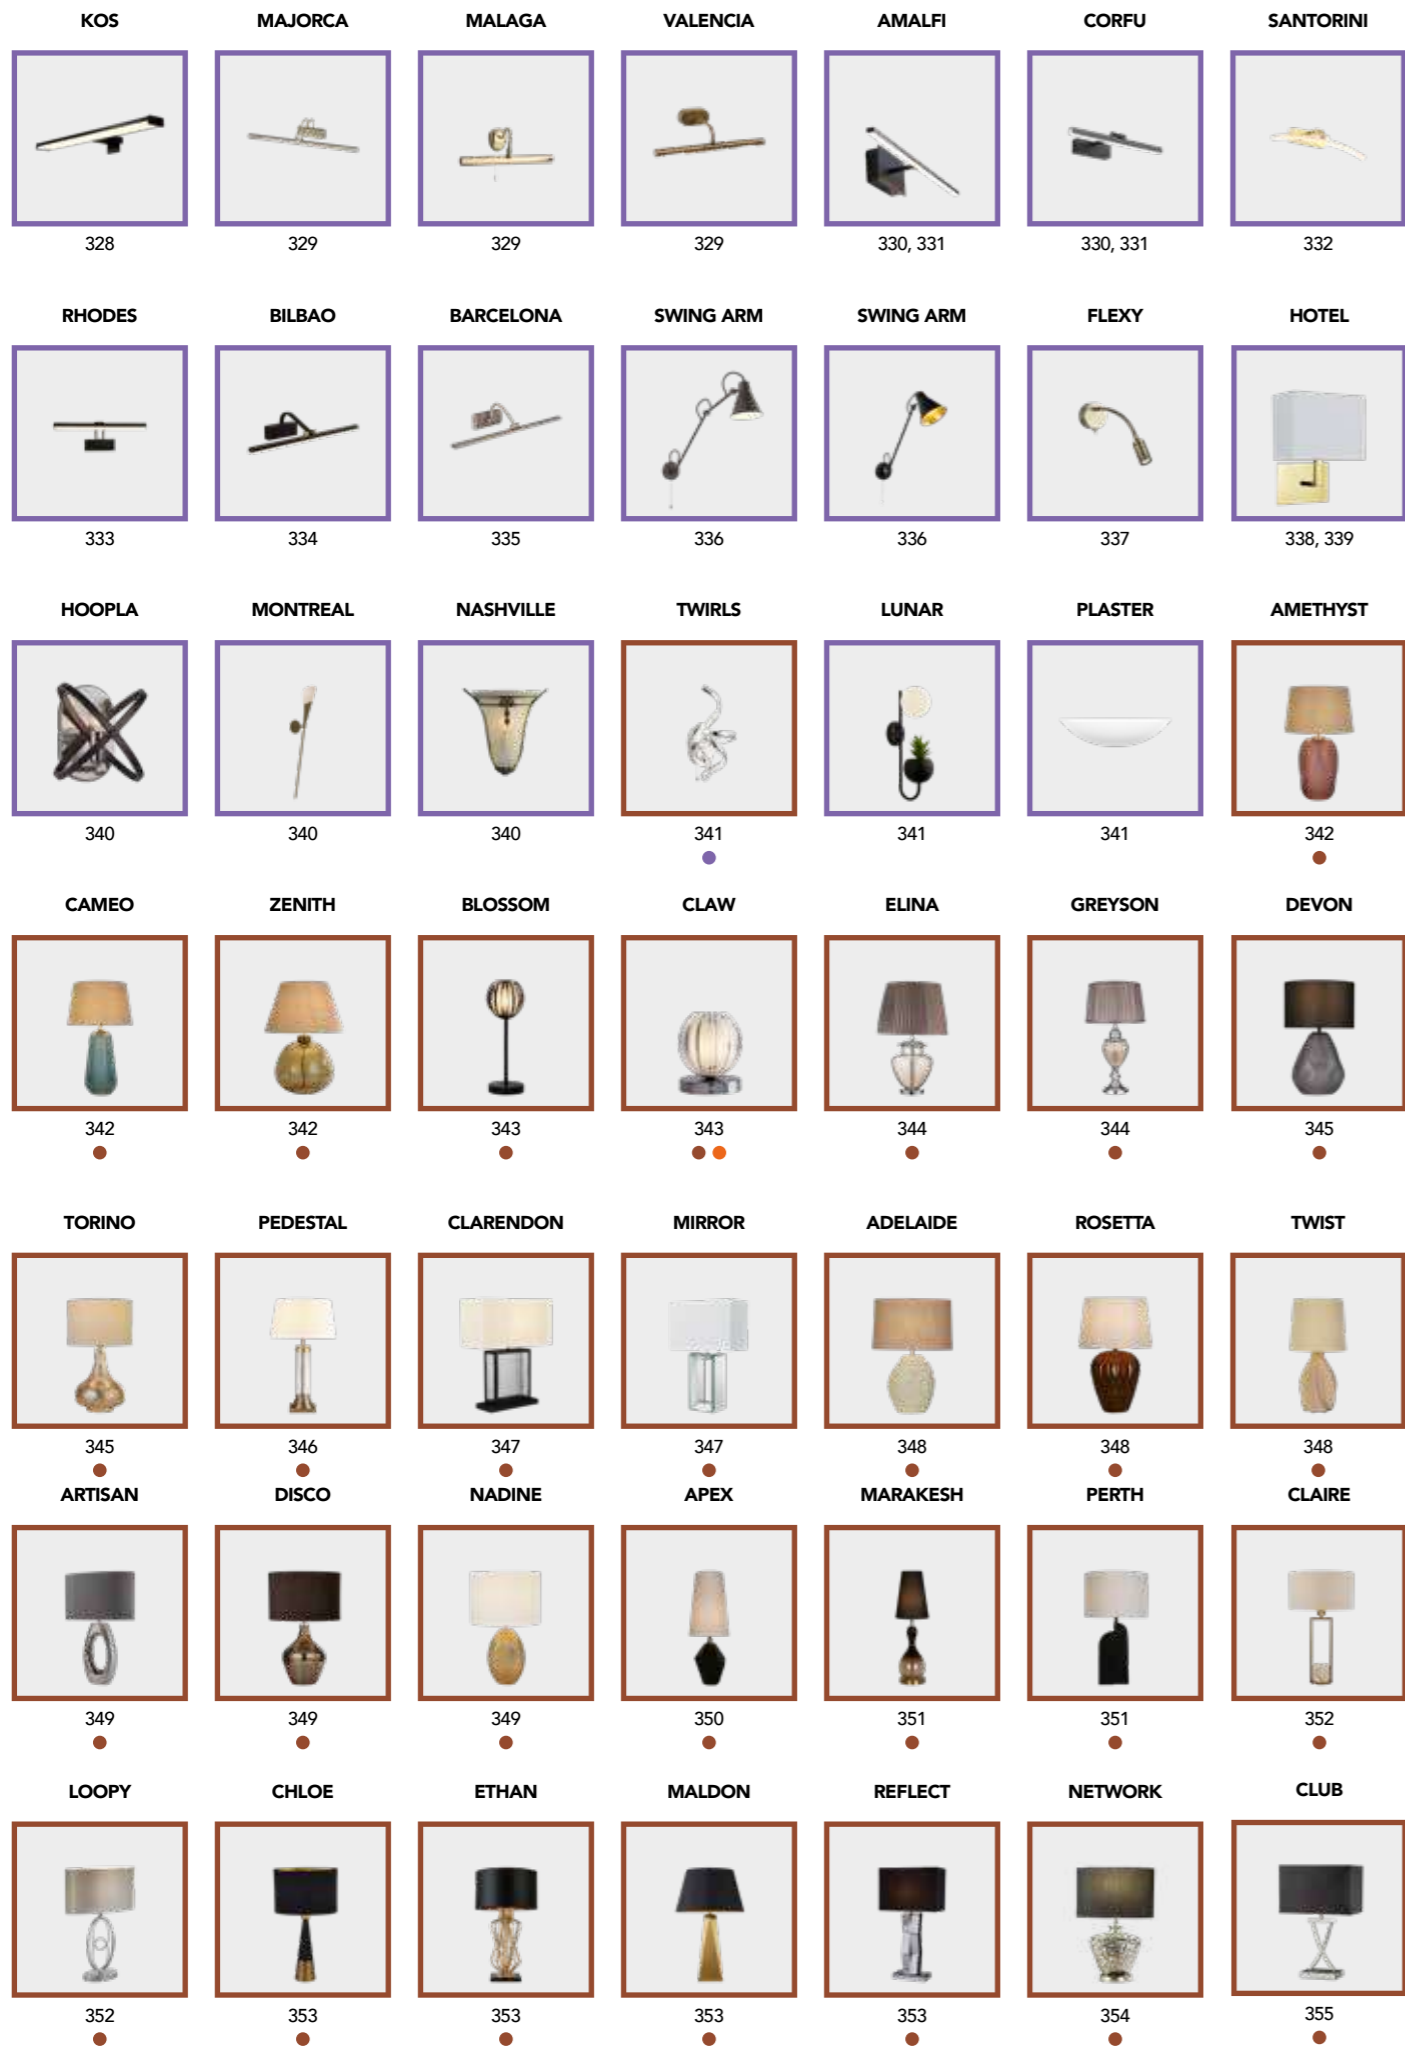 KOS MAJORCA MALAGA VALENCIA AMALFI CORFU SANTORINI
328 329 329 329 330, 331 330, 331 332
RHODES BILBAO BARCELONA SWING ARM SWING ARM FLEXY HOTEL
333 334 335 336 336 337 338, 339
HOOPLA MONTREAL NASHVILLE TWIRLS LUNAR PLASTER AMETHYST
340 340 340 341 341 341 342
CAMEO ZENITH BLOSSOM CLAW ELINA GREYSON DEVON
342 342 343 343 344 344 345
TORINO PEDESTAL CLARENDON MIRROR ADELAIDE ROSETTA TWIST
345 346 347 347 348 348 348
ARTISAN DISCO NADINE APEX MARAKESH PERTH CLAIRE
349 349 349 350 351 351 352
LOOPY CHLOE ETHAN MALDON REFLECT NETWORK CLUB
352 353 353 353 353 354 355